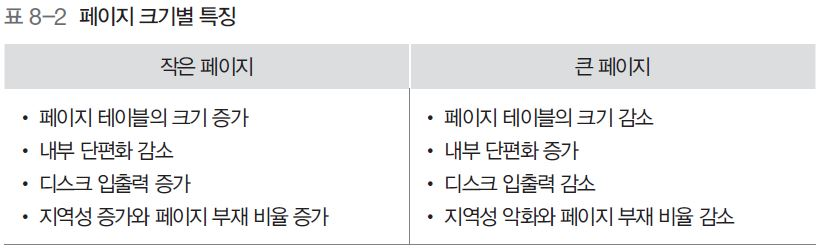 표 8-2 페이지 크기별 특징
작은 페이지
큰 페이지
• 페이지 테이블의 크기 증가
• 내부 단편화 감소
• 디스크 입출력 증가
• 지역성 증가와 페이지 부재 비율 증가
• 페이지 테이블의 크기 감소
• 내부 단편화 증가
• 디스크 입출력 감소
• 지역성 악화와 페이지 부재 비율 감소